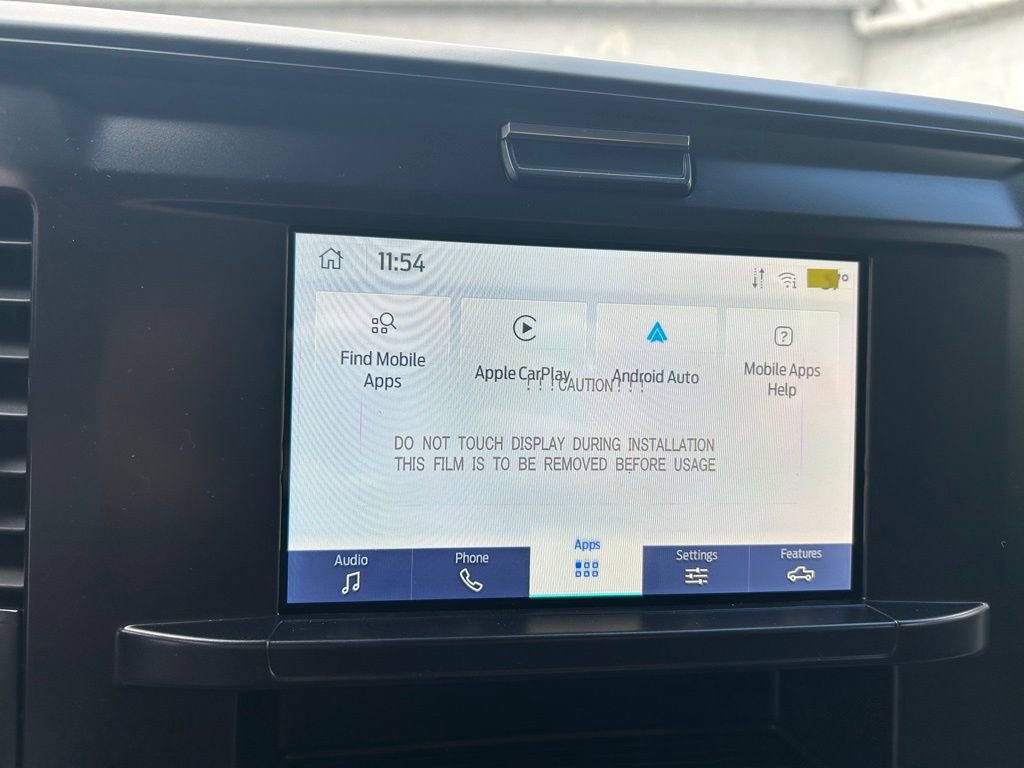 11:54
Find Mobile
Apps
Apple CarPlay
Android Auto
Mobile Apps
Help
! ! ! CAUTION ! ! !
DO NOT TOUCH DISPLAY DURING INSTALLATION
THIS FILM IS TO BE REMOVED BEFORE USAGE
Audio
Phone
Apps
Settings
Features